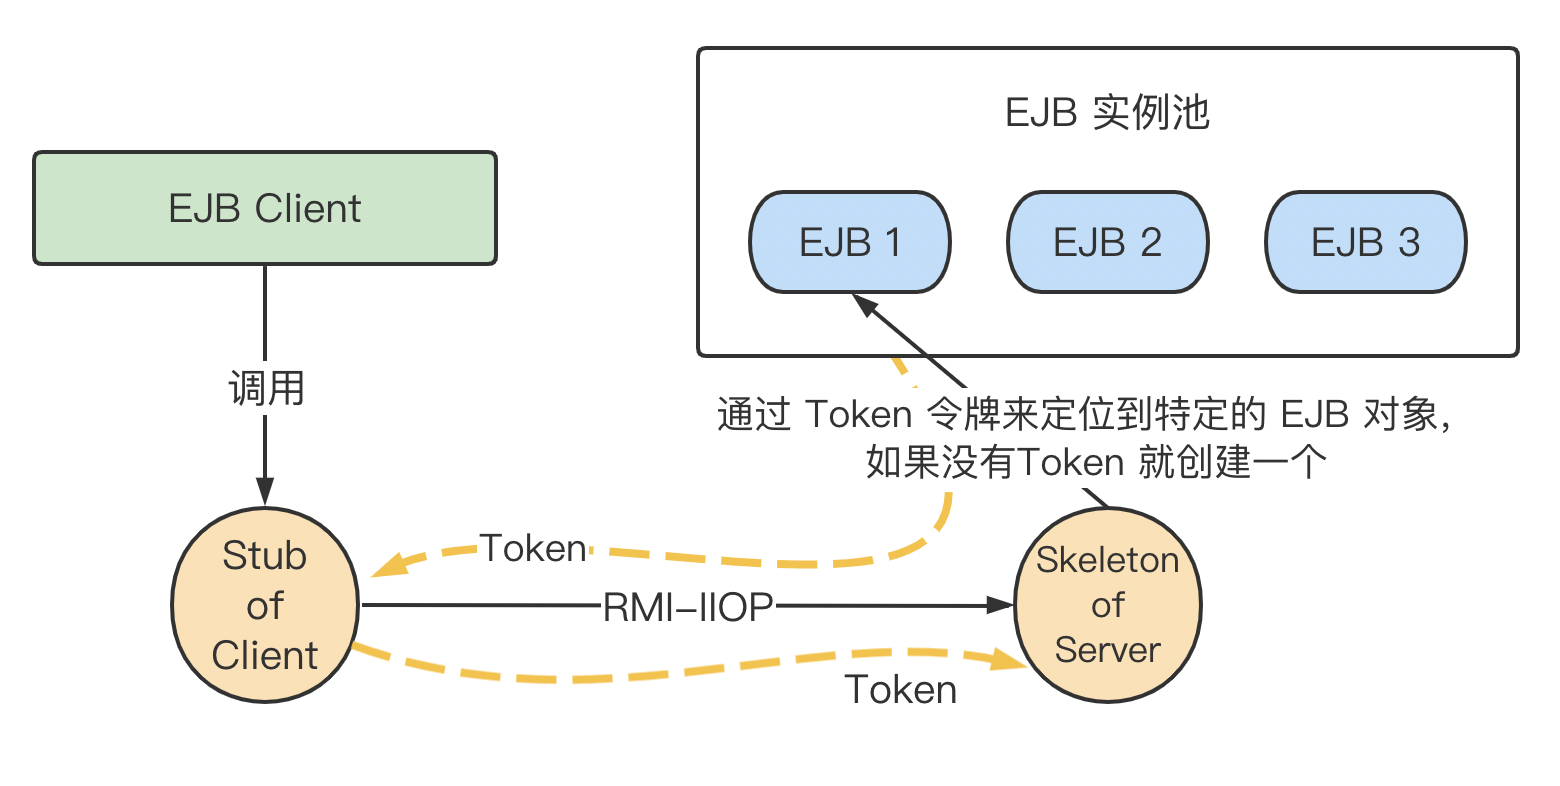 EJB 实例池
EJB Client
EJB 1
EJB 2
EJB 3
调用
通过 Token 令牌来定位到特定的 EJB 对象，
如果没有Token 就创建一个
Stub
of
Client
Token
RMI-IIOP
Token
Skeleton
of
Server